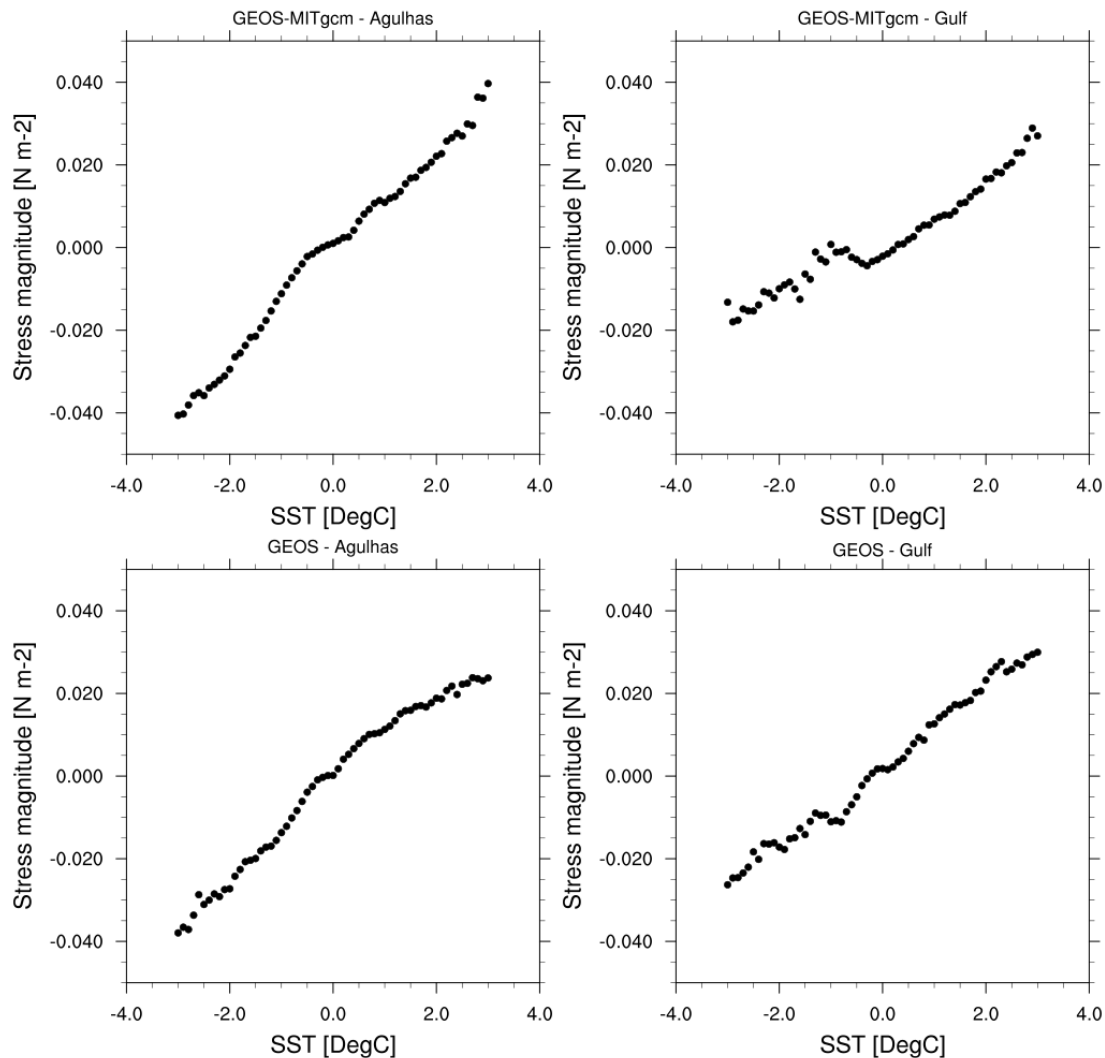 GEOS-MITgcm - Agulhas
Stress magnitude [N m-2]
0.040
0.020
0.000
-0.020
-0.040
-4.0 -2.0 0.0 2.0 4.0
SST [DegC]
GEOS-MITgcm - Gulf
Stress magnitude [N m-2]
0.040
0.020
0.000
-0.020
-0.040
-4.0 -2.0 0.0 2.0 4.0
SST [DegC]
GEOS - Agulhas
Stress magnitude [N m-2]
0.040
0.020
0.000
-0.020
-0.040
-4.0 -2.0 0.0 2.0 4.0
SST [DegC]
GEOS - Gulf
Stress magnitude [N m-2]
0.040
0.020
0.000
-0.020
-0.040
-4.0 -2.0 0.0 2.0 4.0
SST [DegC]